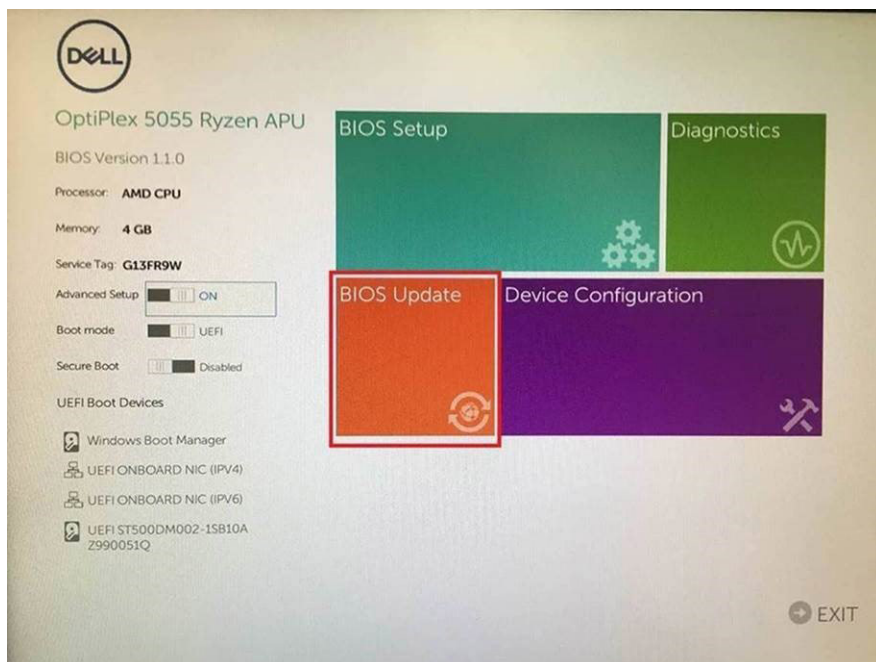 DELL
OptiPlex 5055 Ryzen APU
BIOS Version 1.1.0
Processor: AMD CPU
Memory: 4 GB
Service Tag: G13FR9W
Advanced Setup ON
Boot mode UEFI
Secure Boot Disabled
UEFI Boot Devices
Windows Boot Manager
UEFI ONBOARD NIC (IPV4)
UEFI ONBOARD NIC (IPV6)
UEFI ST500DM002-1SB10A
Z990051Q
BIOS Setup
Diagnostics
BIOS Update
Device Configuration
EXIT